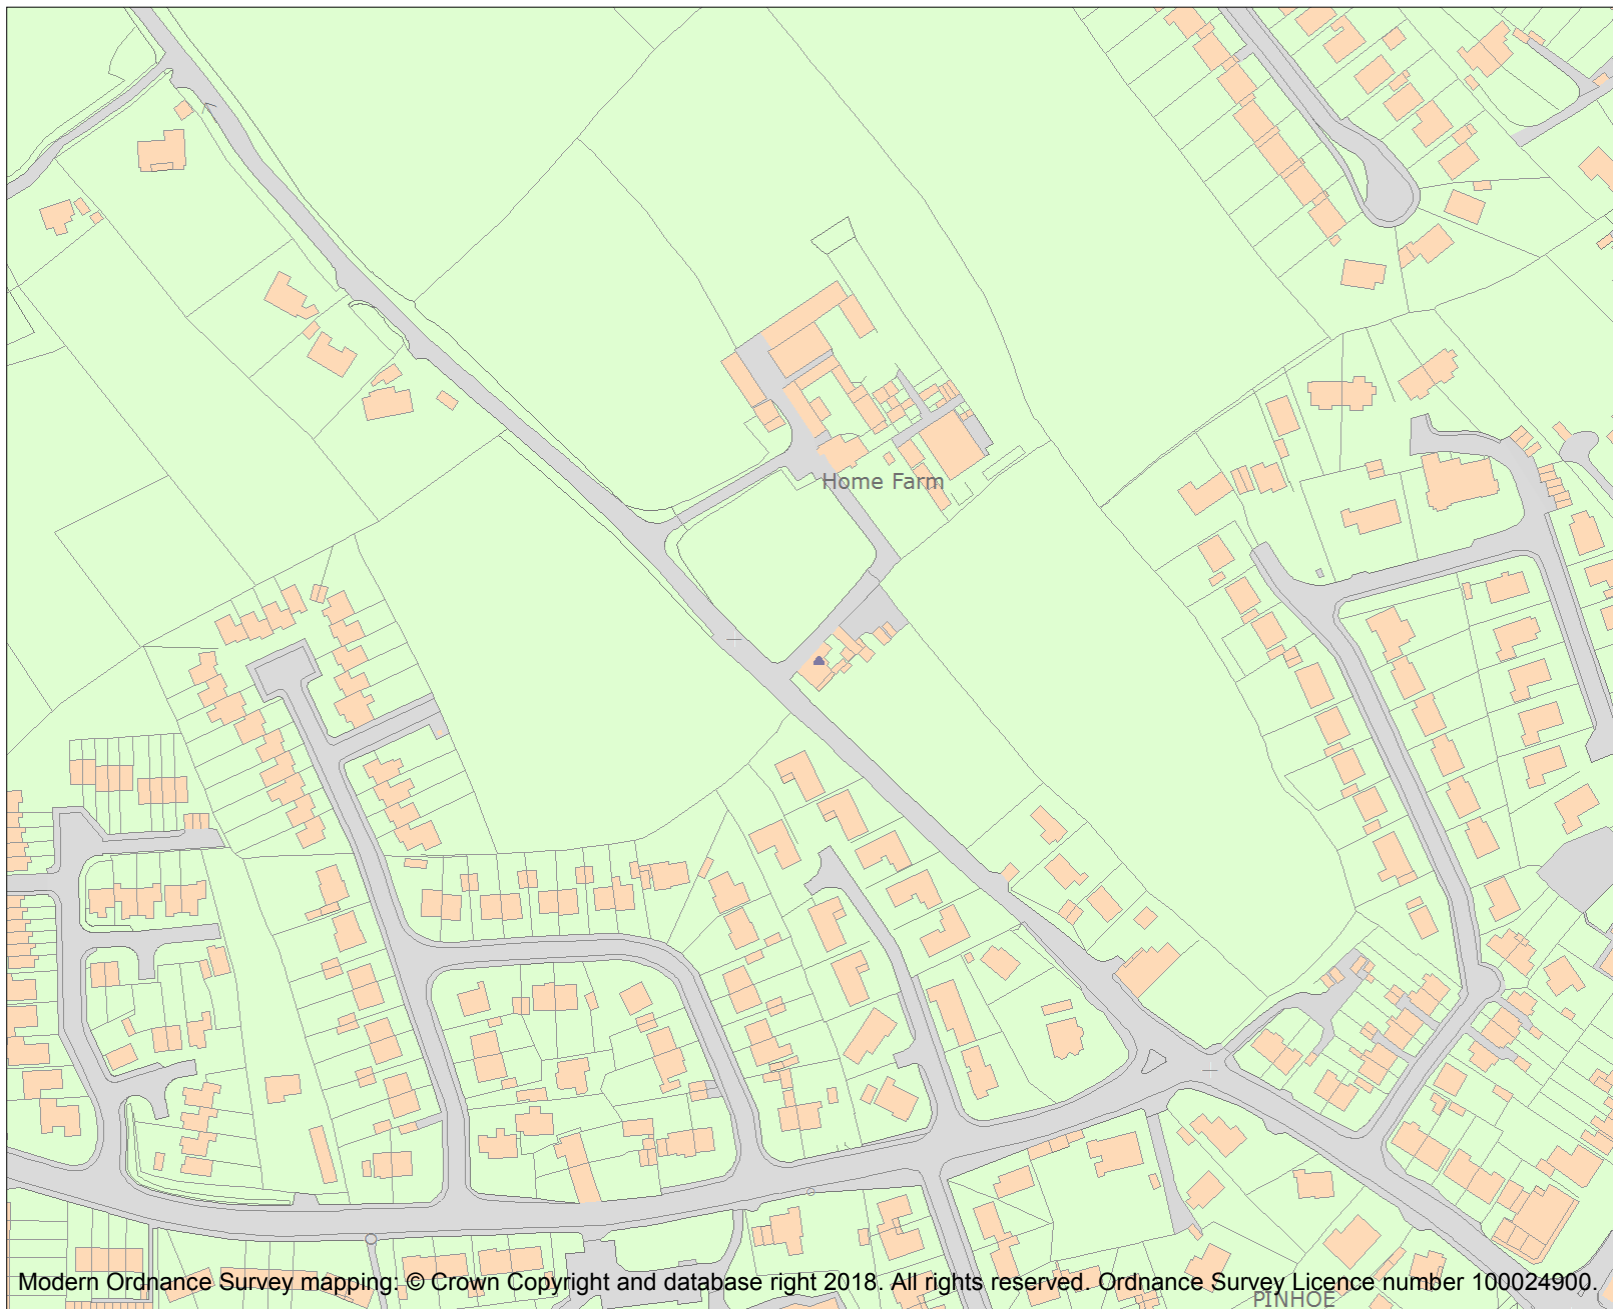 Home Farm
Modern Ordnance Survey mapping: © Crown Copyright and database right 2018. All rights reserved. Ordnance Survey Licence number 100024900.
PINHOE